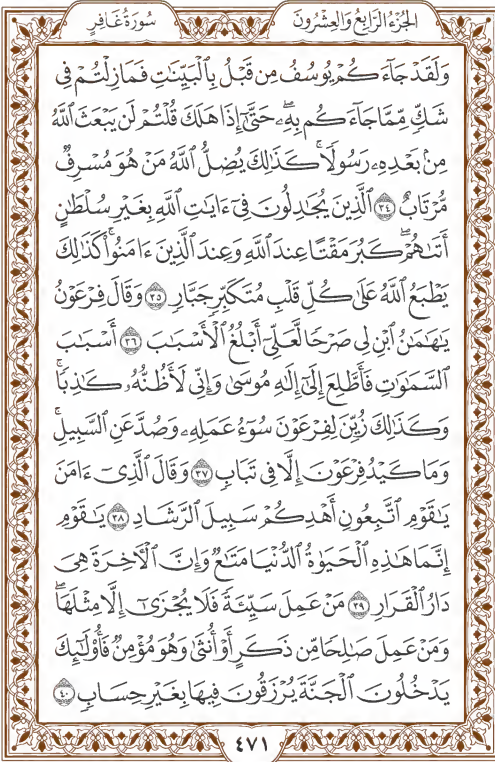 الجزء الرابع والعشرون
سورة غافر
وَلَقَدْ جَآءَكُمْ يُوسُفُ مِن قَبْلُ بِٱلْبَيِّنَٰتِ فَمَا زِلْتُمْ فِى
شَكٍّ مِّمَّا جَآءَكُم بِهِۦ ۖ حَتَّىٰٓ إِذَا هَلَكَ قُلْتُمْ لَن يَبْعَثَ ٱللَّهُ
مِنۢ بَعْدِهِۦ رَسُولًا ۚ كَذَٰلِكَ يُضِلُّ ٱللَّهُ مَنْ هُوَ مُسْرِفٌ
مُّرْتَابٌ ٣٤ ٱلَّذِينَ يُجَٰدِلُونَ فِىٓ ءَايَٰتِ ٱللَّهِ بِغَيْرِ سُلْطَٰنٍ
أَتَىٰهُمْ ۖ كَبُرَ مَقْتًا عِندَ ٱللَّهِ وَعِندَ ٱلَّذِينَ ءَامَنُوا۟ ۚ كَذَٰلِكَ
يَطْبَعُ ٱللَّهُ عَلَىٰ كُلِّ قَلْبِ مُتَكَبِّرٍ جَبَّارٍ ٣٥ وَقَالَ فِرْعَوْنُ
يَٰهَٰمَٰنُ ٱبْنِ لِى صَرْحًا لَّعَلِّىٓ أَبْلُغُ ٱلْأَسْبَٰبَ ٣٦ أَسْبَٰبَ
ٱلسَّمَٰوَٰتِ فَأَطَّلِعَ إِلَىٰٓ إِلَٰهِ مُوسَىٰ وَإِنِّى لَأَظُنُّهُۥ كَٰذِبًا ۚ
وَكَذَٰلِكَ زُيِّنَ لِفِرْعَوْنَ سُوٓءُ عَمَلِهِۦ وَصُدَّ عَنِ ٱلسَّبِيلِ ۚ
وَمَا كَيْدُ فِرْعَوْنَ إِلَّا فِى تَبَابٍ ٣٧ وَقَالَ ٱلَّذِىٓ ءَامَنَ
يَٰقَوْمِ ٱتَّبِعُونِ أَهْدِكُمْ سَبِيلَ ٱلرَّشَادِ ٣٨ يَٰقَوْمِ
إِنَّمَا هَٰذِهِ ٱلْحَيَوٰةُ ٱلدُّنْيَا مَتَٰعٌ وَإِنَّ ٱلْءَاخِرَةَ هِىَ
دَارُ ٱلْقَرَارِ ٣٩ مَنْ عَمِلَ سَيِّئَةً فَلَا يُجْزَىٰٓ إِلَّا مِثْلَهَا ۖ
وَمَنْ عَمِلَ صَٰلِحًا مِّن ذَكَرٍ أَوْ أُنثَىٰ وَهُوَ مُؤْمِنٌ فَأُو۟لَٰٓئِكَ
يَدْخُلُونَ ٱلْجَنَّةَ يُرْزَقُونَ فِيهَا بِغَيْرِ حِسَابٍ ٤٠
٤٧١